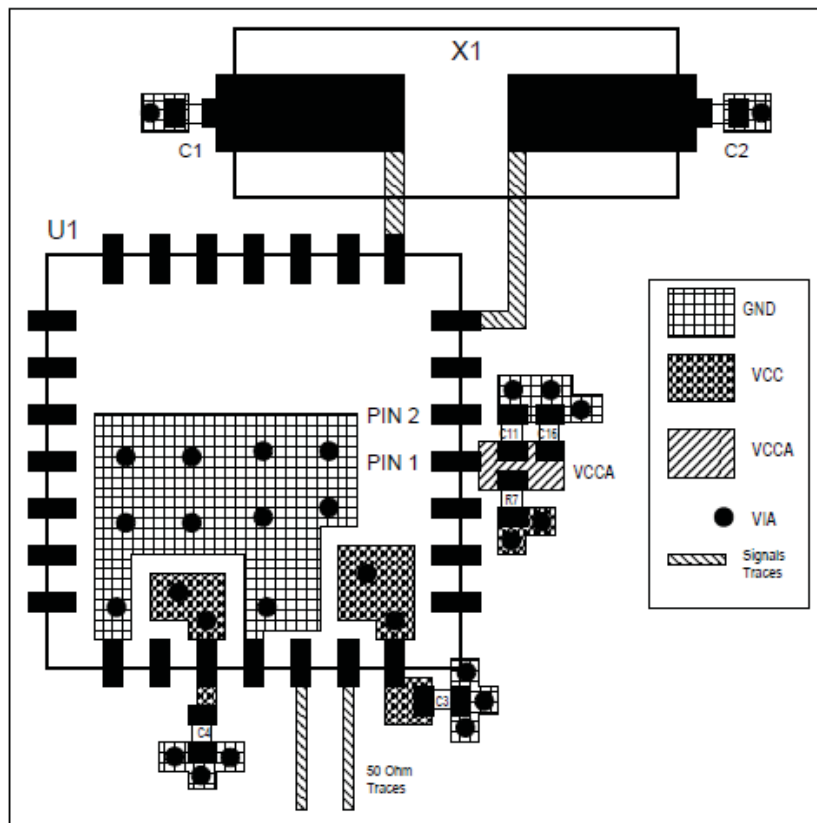 X1
C1
C2
U1
GND
VCC
PIN 2
C11
C16
PIN 1
VCCA
VCCA
R7
VIA
Signals
Traces
C3
C4
50 Ohm
Traces